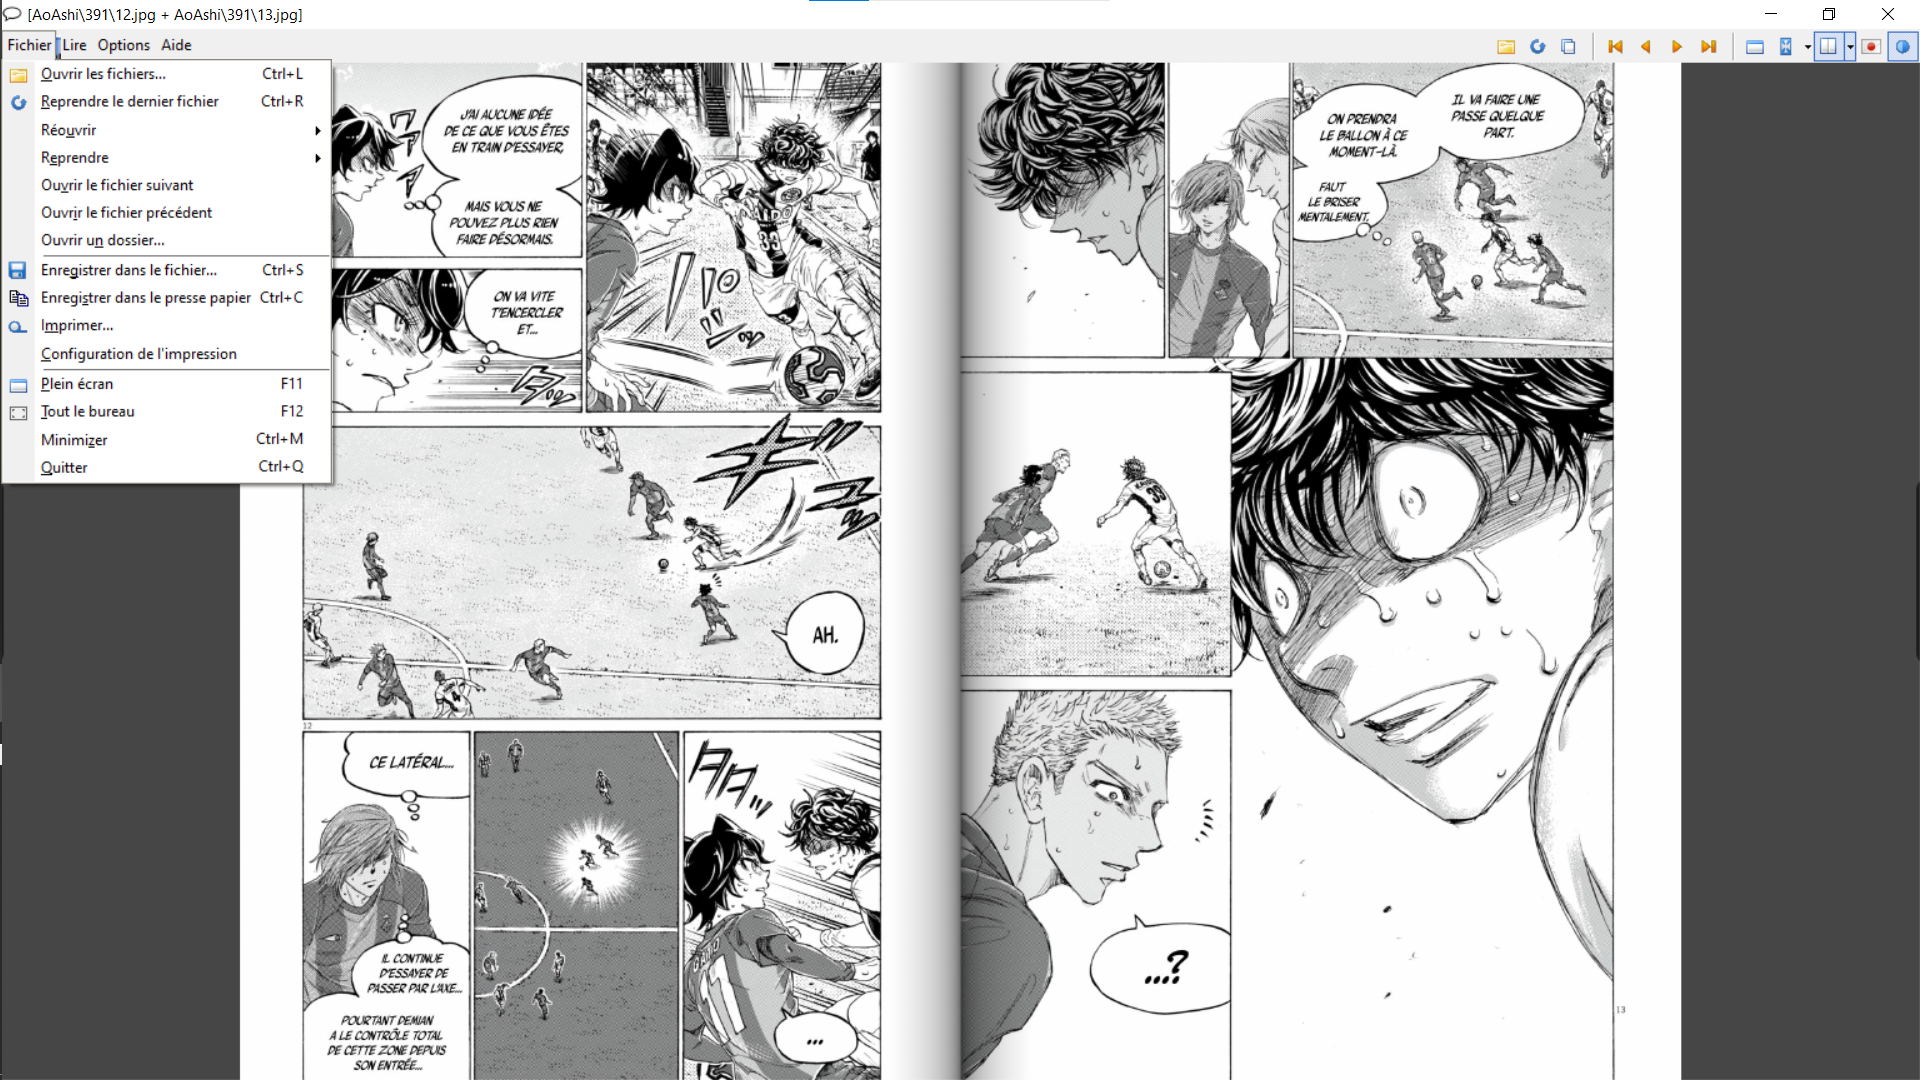 [AoAshi\391\12.jpg + AoAshi\391\13.jpg]
Fichier Lire Options Aide
Ouvrir les fichiers... Ctrl+L
Reprendre le dernier fichier Ctrl+R
Réouvrir
Reprendre
Ouvrir le fichier suivant
Ouvrir le fichier précédent
Ouvrir un dossier...
Enregistrer dans le fichier... Ctrl+S
Enregistrer dans le presse papier Ctrl+C
Imprimer...
Configuration de l'impression
Plein écran F11
Tout le bureau F12
Minimizer Ctrl+M
Quitter Ctrl+Q
J'AI AUCUNE IDÉE
DE CE QUE VOUS ÊTES
EN TRAIN D'ESSAYER,
MAIS VOUS NE
POUVEZ PLUS RIEN
FAIRE DÉSORMAIS.
ON VA VITE
T'ENCERCLER
ET...
33
AH.
12
CE LATÉRAL...
IL CONTINUE
D'ESSAYER DE
PASSER PAR L'AXE...
POURTANT DEMIAN
A LE CONTRÔLE TOTAL
DE CETTE ZONE DEPUIS
SON ENTRÉE...
...
IL VA FAIRE UNE
PASSE QUELQUE
PART.
ON PRENDRA
LE BALLON À CE
MOMENT-LÀ.
FAUT
LE BRISER
MENTALEMENT.
33
...?
13